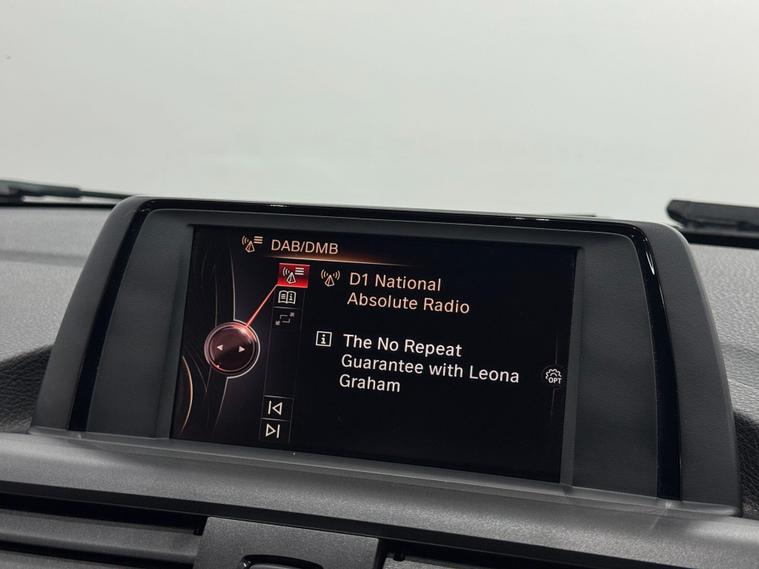 DAB/DMB
D1 National
Absolute Radio
The No Repeat
Guarantee with Leona
Graham
OPT